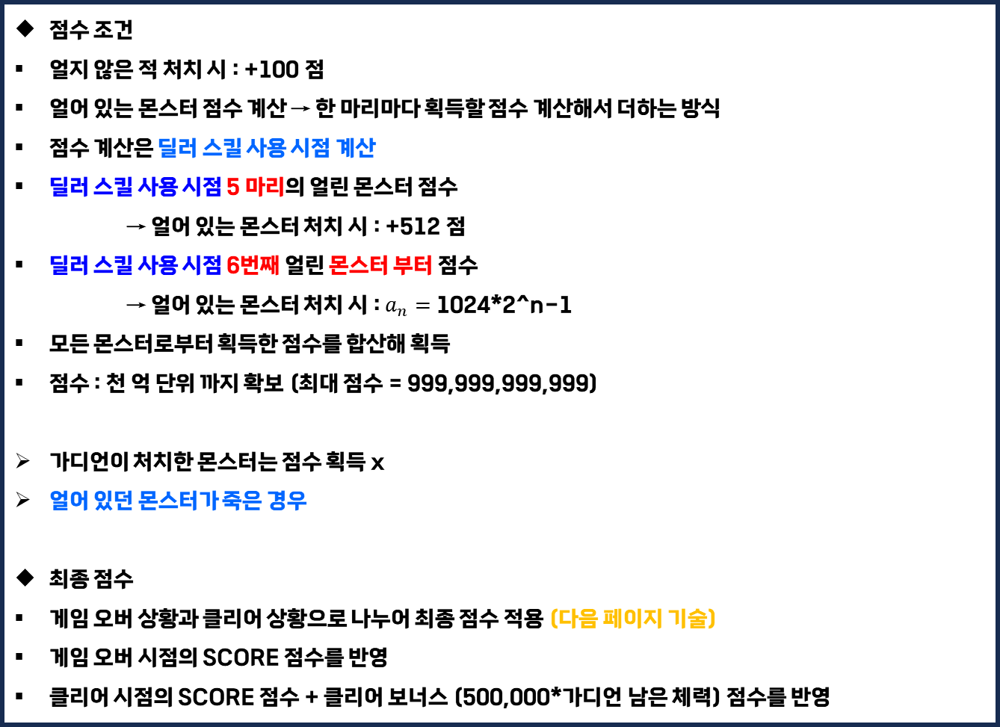 ◆ 점수 조건
▪ 얼지 않은 적 처치 시 : +100 점
▪ 얼어 있는 몬스터 점수 계산 → 한 마리마다 획득할 점수 계산해서 더하는 방식
▪ 점수 계산은 딜러 스킬 사용 시점 계산
▪ 딜러 스킬 사용 시점 5 마리의 얼린 몬스터 점수
→ 얼어 있는 몬스터 처치 시 : +512 점
▪ 딜러 스킬 사용 시점 6번째 얼린 몬스터 부터 점수
→ 얼어 있는 몬스터 처치 시 : aₙ = 1024*2^n-1
▪ 모든 몬스터로부터 획득한 점수를 합산해 획득
▪ 점수 : 천 억 단위 까지 확보 (최대 점수 = 999,999,999,999)
➢ 가디언이 처치한 몬스터는 점수 획득 x
➢ 얼어 있던 몬스터가 죽은 경우
◆ 최종 점수
▪ 게임 오버 상황과 클리어 상황으로 나누어 최종 점수 적용 (다음 페이지 기술)
▪ 게임 오버 시점의 SCORE 점수를 반영
▪ 클리어 시점의 SCORE 점수 + 클리어 보너스 (500,000*가디언 남은 체력) 점수를 반영